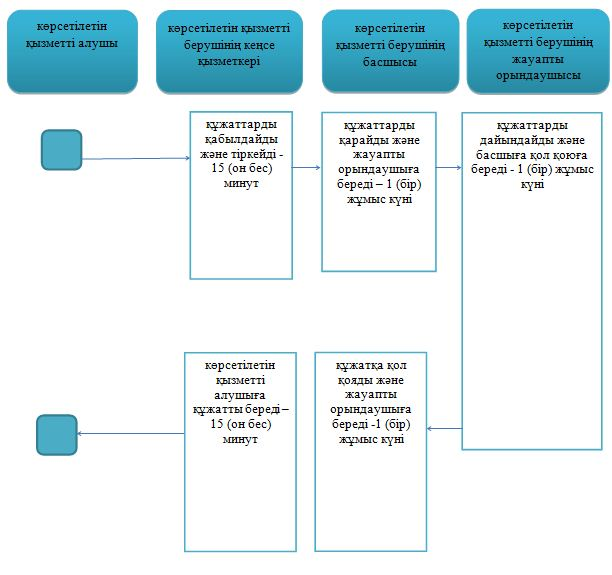 көрсетілетін
қызметті алушы
көрсетілетін қызметті
берушінің кеңсе
қызметкері
көрсетілетін
қызметті берушінің
басшысы
көрсетілетін
қызметті берушінің
жауапты
орындаушысы
құжаттарды
қабылдайды
және тіркейді -
15 (он бес)
минут
құжаттарды
қарайды және
жауапты
орындаушыға
береді – 1 (бір)
жұмыс күні
құжаттарды
дайындайды және
басшыға қол қоюға
береді - 1 (бір) жұмыс
күні
көрсетілетін
қызметті
алушыға
құжатты береді –
15 (он бес)
минут
құжатқа қол
қояды және
жауапты
орындаушыға
береді -1 (бір)
жұмыс күні